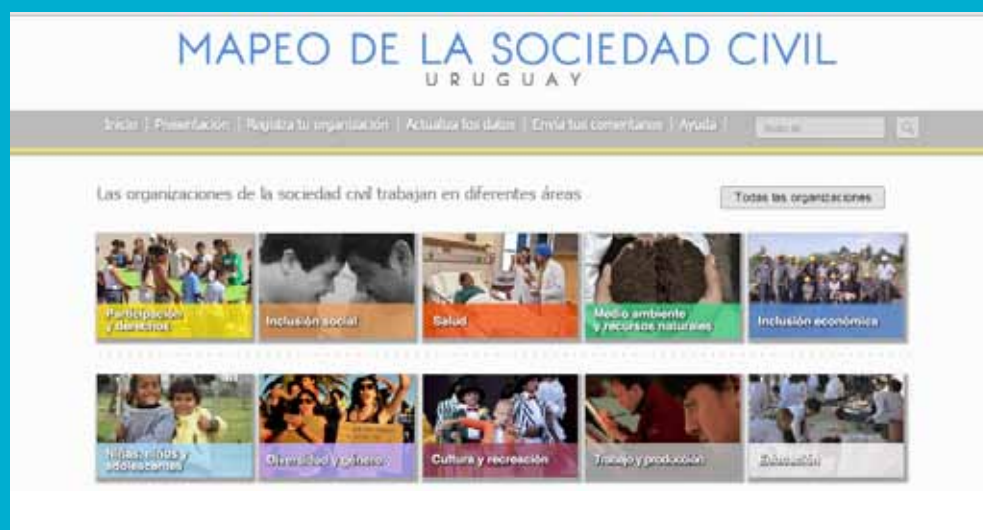 MAPEO DE LA SOCIEDAD CIVIL
URUGUAY
Inicio | Presentación | Registra tu organización | Actualiza los datos | Envía tus comentarios | Ayuda |
Las organizaciones de la sociedad civil trabajan en diferentes áreas
Todas las organizaciones
Participación
y derechos
Inclusión social
Salud
Medio ambiente
y recursos naturales
Inclusión económica
Niñas, niños y
adolescentes
Diversidad y género
Cultura y recreación
Trabajo y producción
Educación